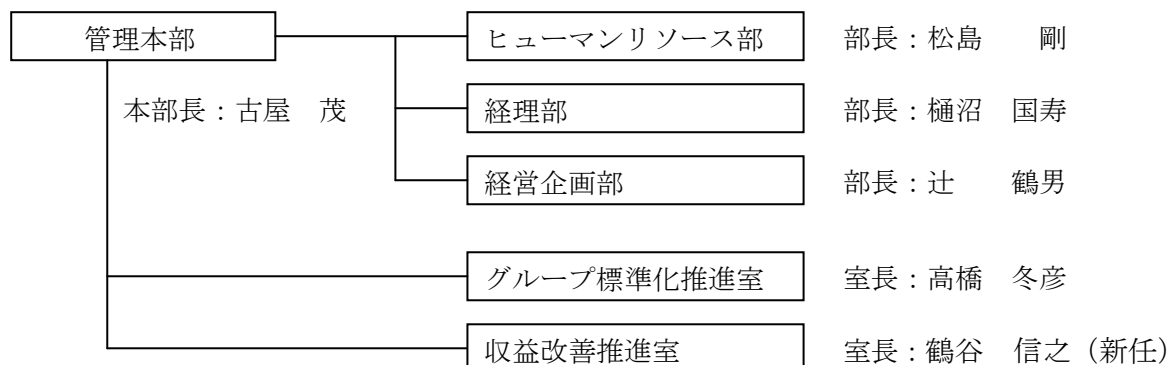 管理本部 ヒューマンリソース部 部長：松島　　剛
本部長：古屋　茂 経理部 部長：樋沼　国寿
経営企画部 部長：辻　　鶴男
グループ標準化推進室 室長：高橋　冬彦
収益改善推進室 室長：鶴谷　信之（新任）